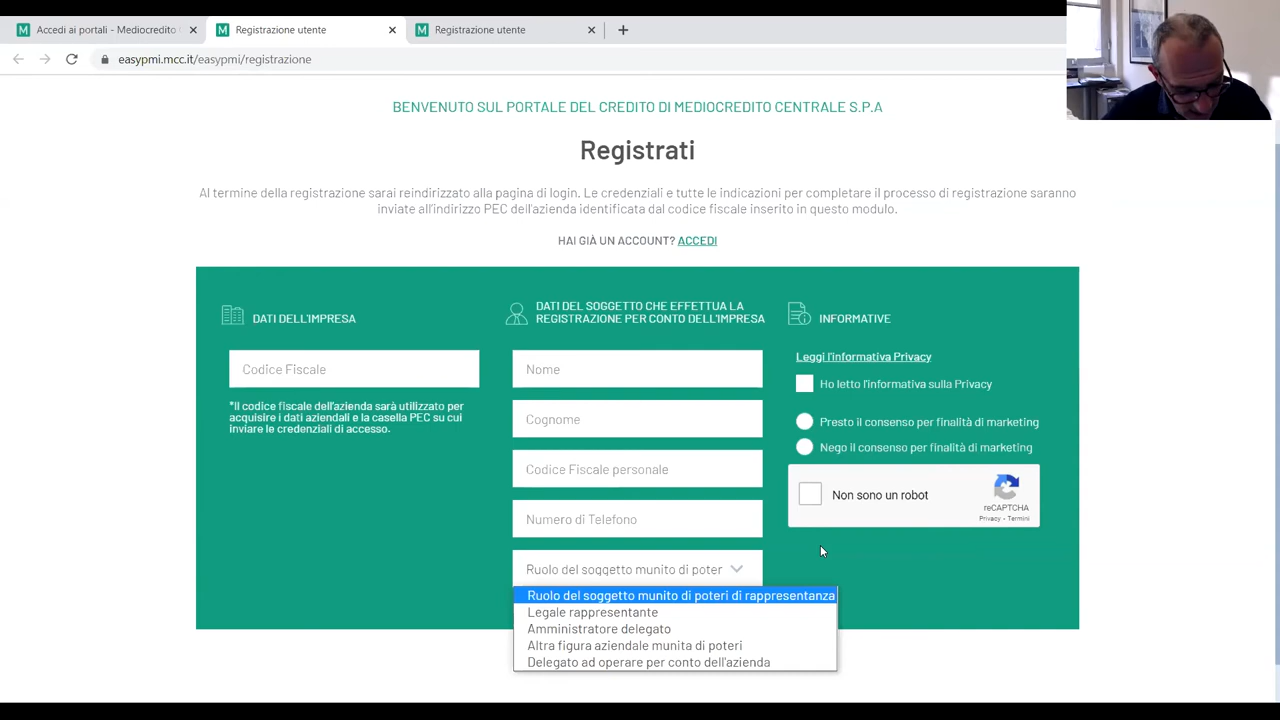 Accedi ai portali - Mediocredito
Registrazione utente
Registrazione utente
easypmi.mcc.it/easypmi/registrazione
BENVENUTO SUL PORTALE DEL CREDITO DI MEDIOCREDITO CENTRALE S.P.A
Registrati
Al termine della registrazione sarai reindirizzato alla pagina di login. Le credenziali e tutte le indicazioni per completare il processo di registrazione saranno
inviate all'indirizzo PEC dell'azienda identificata dal codice fiscale inserito in questo modulo.
HAI GIÀ UN ACCOUNT? ACCEDI
DATI DELL'IMPRESA
Codice Fiscale
*Il codice fiscale dell'azienda sarà utilizzato per
acquisire i dati aziendali e la casella PEC su cui
inviare le credenziali di accesso.
DATI DEL SOGGETTO CHE EFFETTUA LA
REGISTRAZIONE PER CONTO DELL'IMPRESA
Nome
Cognome
Codice Fiscale personale
Numero di Telefono
Ruolo del soggetto munito di poter
Ruolo del soggetto munito di poteri di rappresentanza
Legale rappresentante
Amministratore delegato
Altra figura aziendale munita di poteri
Delegato ad operare per conto dell'azienda
INFORMATIVE
Leggi l'informativa Privacy
Ho letto l'informativa sulla Privacy
Presto il consenso per finalità di marketing
Nego il consenso per finalità di marketing
Non sono un robot
reCAPTCHA
Privacy - Termini